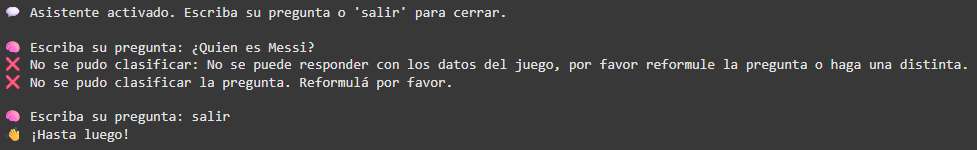 💬 Asistente activado. Escriba su pregunta o 'salir' para cerrar.
🧠 Escriba su pregunta: ¿Quien es Messi?
❌ No se pudo clasificar: No se puede responder con los datos del juego, por favor reformule la pregunta o haga una distinta.
❌ No se pudo clasificar la pregunta. Reformulá por favor.
🧠 Escriba su pregunta: salir
👋 ¡Hasta luego!